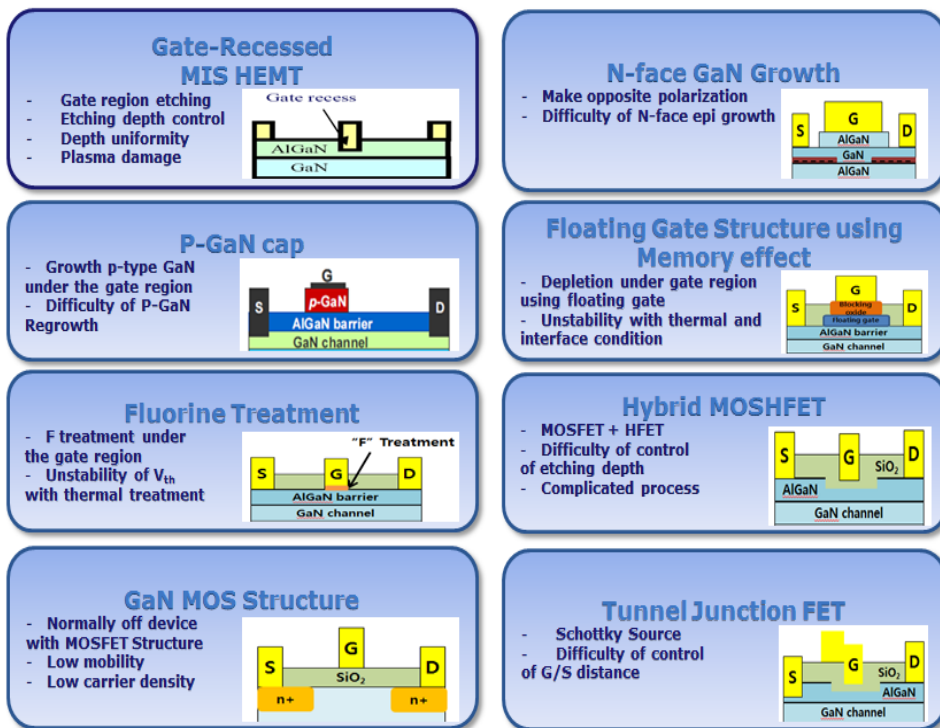 Gate-Recessed
MIS HEMT
- Gate region etching
- Etching depth control
- Depth uniformity
- Plasma damage
Gate recess
AlGaN
GaN
N-face GaN Growth
- Make opposite polarization
- Difficulty of N-face epi growth
S
G
D
AlGaN
GaN
AlGaN
P-GaN cap
- Growth p-type GaN
under the gate region
- Difficulty of P-GaN
Regrowth
G
S
p-GaN
D
AlGaN barrier
GaN channel
Floating Gate Structure using
Memory effect
- Depletion under gate region
using floating gate
- Unstability with thermal and
interface condition
S
G
D
Blocking
oxide
Floating gate
AlGaN barrier
GaN channel
Fluorine Treatment
- F treatment under
the gate region
- Unstability of Vth
with thermal treatment
"F" Treatment
S
G
D
AlGaN barrier
GaN channel
Hybrid MOSHFET
- MOSFET + HFET
- Difficulty of control
of etching depth
- Complicated process
S
G
D
SiO2
AlGaN
GaN channel
GaN MOS Structure
- Normally off device
with MOSFET Structure
- Low mobility
- Low carrier density
S
G
D
SiO2
n+
n+
Tunnel Junction FET
- Schottky Source
- Difficulty of control
of G/S distance
S
G
D
SiO2
AlGaN
GaN channel